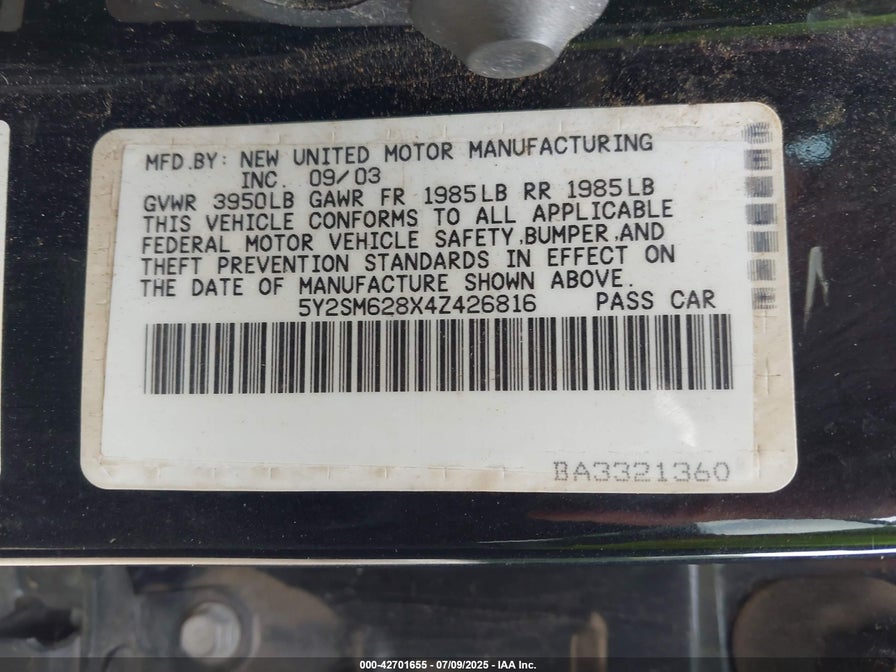 MFD.BY: NEW UNITED MOTOR MANUFACTURING
INC. 09/03
GVWR 3950LB GAWR FR 1985LB RR 1985LB
THIS VEHICLE CONFORMS TO ALL APPLICABLE
FEDERAL MOTOR VEHICLE SAFETY,BUMPER,AND
THEFT PREVENTION STANDARDS IN EFFECT ON
THE DATE OF MANUFACTURE SHOWN ABOVE.
5Y2SM628X4Z426816 PASS CAR
BA3321360
000-42701655 - 07/09/2025 - IAA Inc.